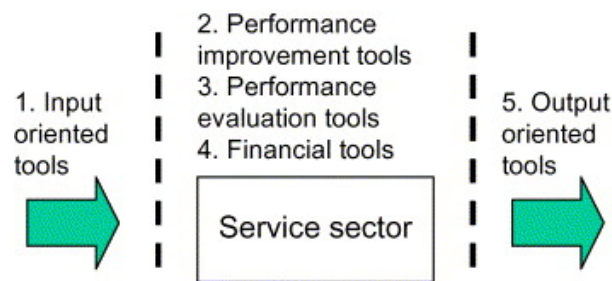 1. Input
oriented
tools
2. Performance
improvement tools
3. Performance
evaluation tools
4. Financial tools
Service sector
5. Output
oriented
tools